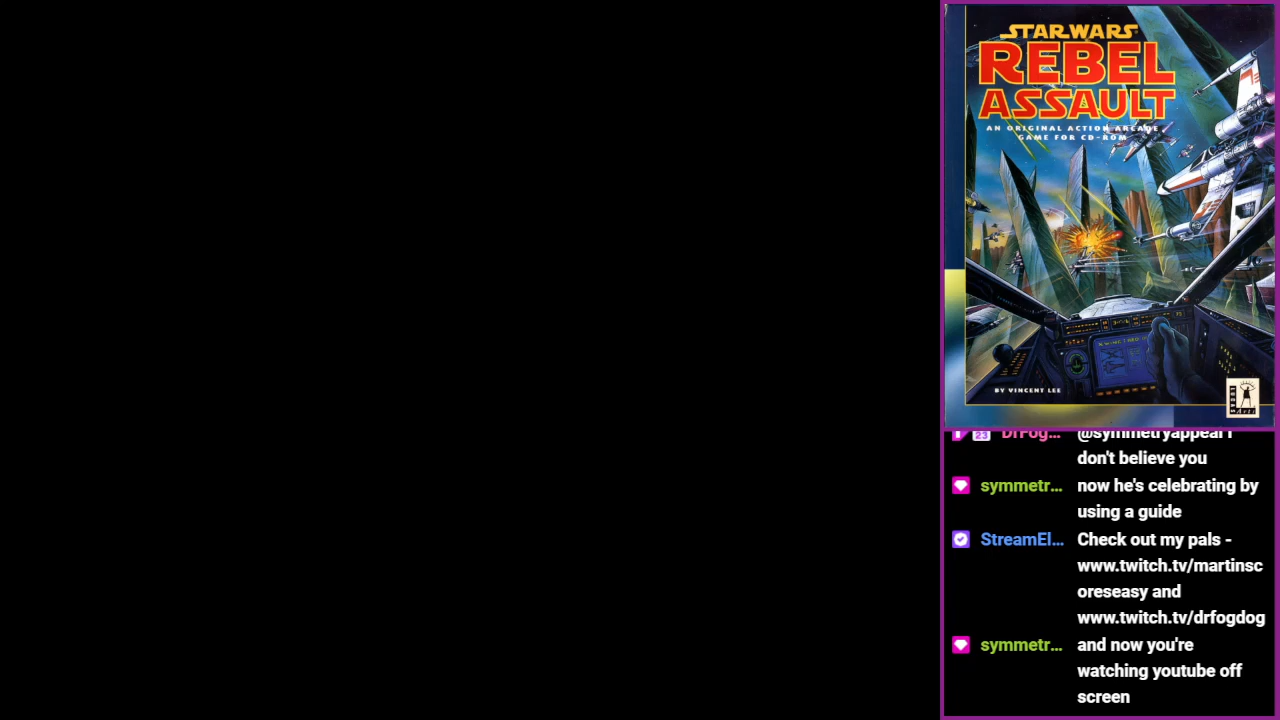 STAR WARS
REBEL
ASSAULT
AN ORIGINAL ACTION ARCADE
GAME FOR CD-ROM
BY VINCENT LEE
23 DrFog... @symmetryappeal I
don't believe you
symmetr... now he's celebrating by
using a guide
StreamEl... Check out my pals -
www.twitch.tv/martinsc
oreseasy and
www.twitch.tv/drfogdog
symmetr... and now you're
watching youtube off
screen